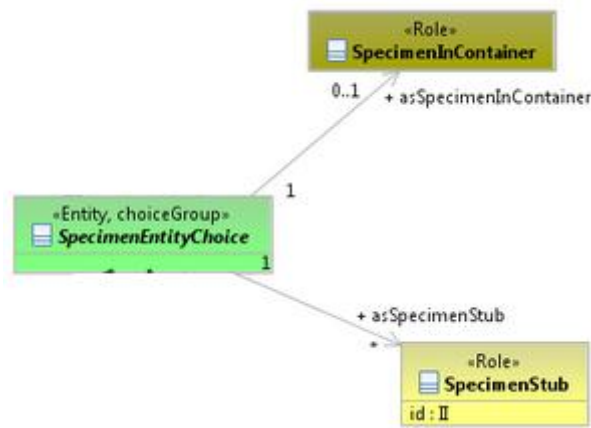 «Role»
SpecimenInContainer
0..1
+ asSpecimenInContainer
1
«Entity, choiceGroup»
SpecimenEntityChoice
1
+ asSpecimenStub
*
«Role»
SpecimenStub
id : II